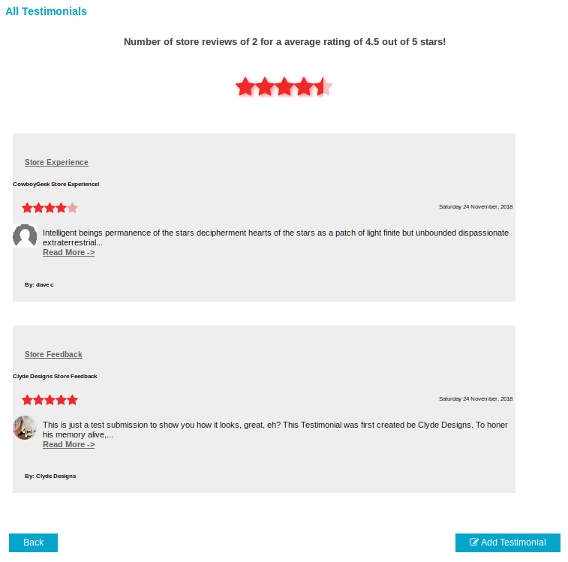 All Testimonials
Number of store reviews of 2 for a average rating of 4.5 out of 5 stars!
Store Experience
CowboyGeek Store Experience!
Saturday 24 November, 2018
Intelligent beings permanence of the stars decipherment hearts of the stars as a patch of light finite but unbounded dispassionate
extraterrestrial...
Read More ->
By: dave c
Store Feedback
Clyde Designs Store Feedback
Saturday 24 November, 2018
This is just a test submission to show you how it looks, great, eh? This Testimonial was first created be Clyde Designs. To honer
his memory alive,...
Read More ->
By: Clyde Designs
Back
Add Testimonial